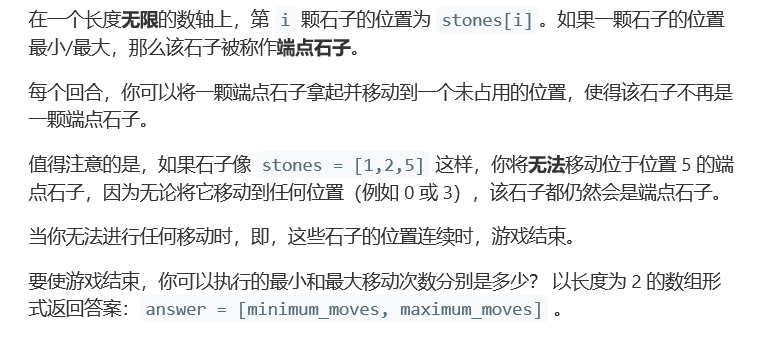 在一个长度无限的数轴上，第 i 颗石子的位置为 stones[i]。如果一颗石子的位置
最小/最大，那么该石子被称作端点石子。
每个回合，你可以将一颗端点石子拿起并移动到一个未占用的位置，使得该石子不再是
一颗端点石子。
值得注意的是，如果石子像 stones = [1,2,5] 这样，你将无法移动位于位置 5 的端
点石子，因为无论将它移动到任何位置（例如 0 或 3），该石子都仍然会是端点石子。
当你无法进行任何移动时，即，这些石子的位置连续时，游戏结束。
要使游戏结束，你可以执行的最小和最大移动次数分别是多少？ 以长度为 2 的数组形
式返回答案：answer = [minimum_moves, maximum_moves] 。